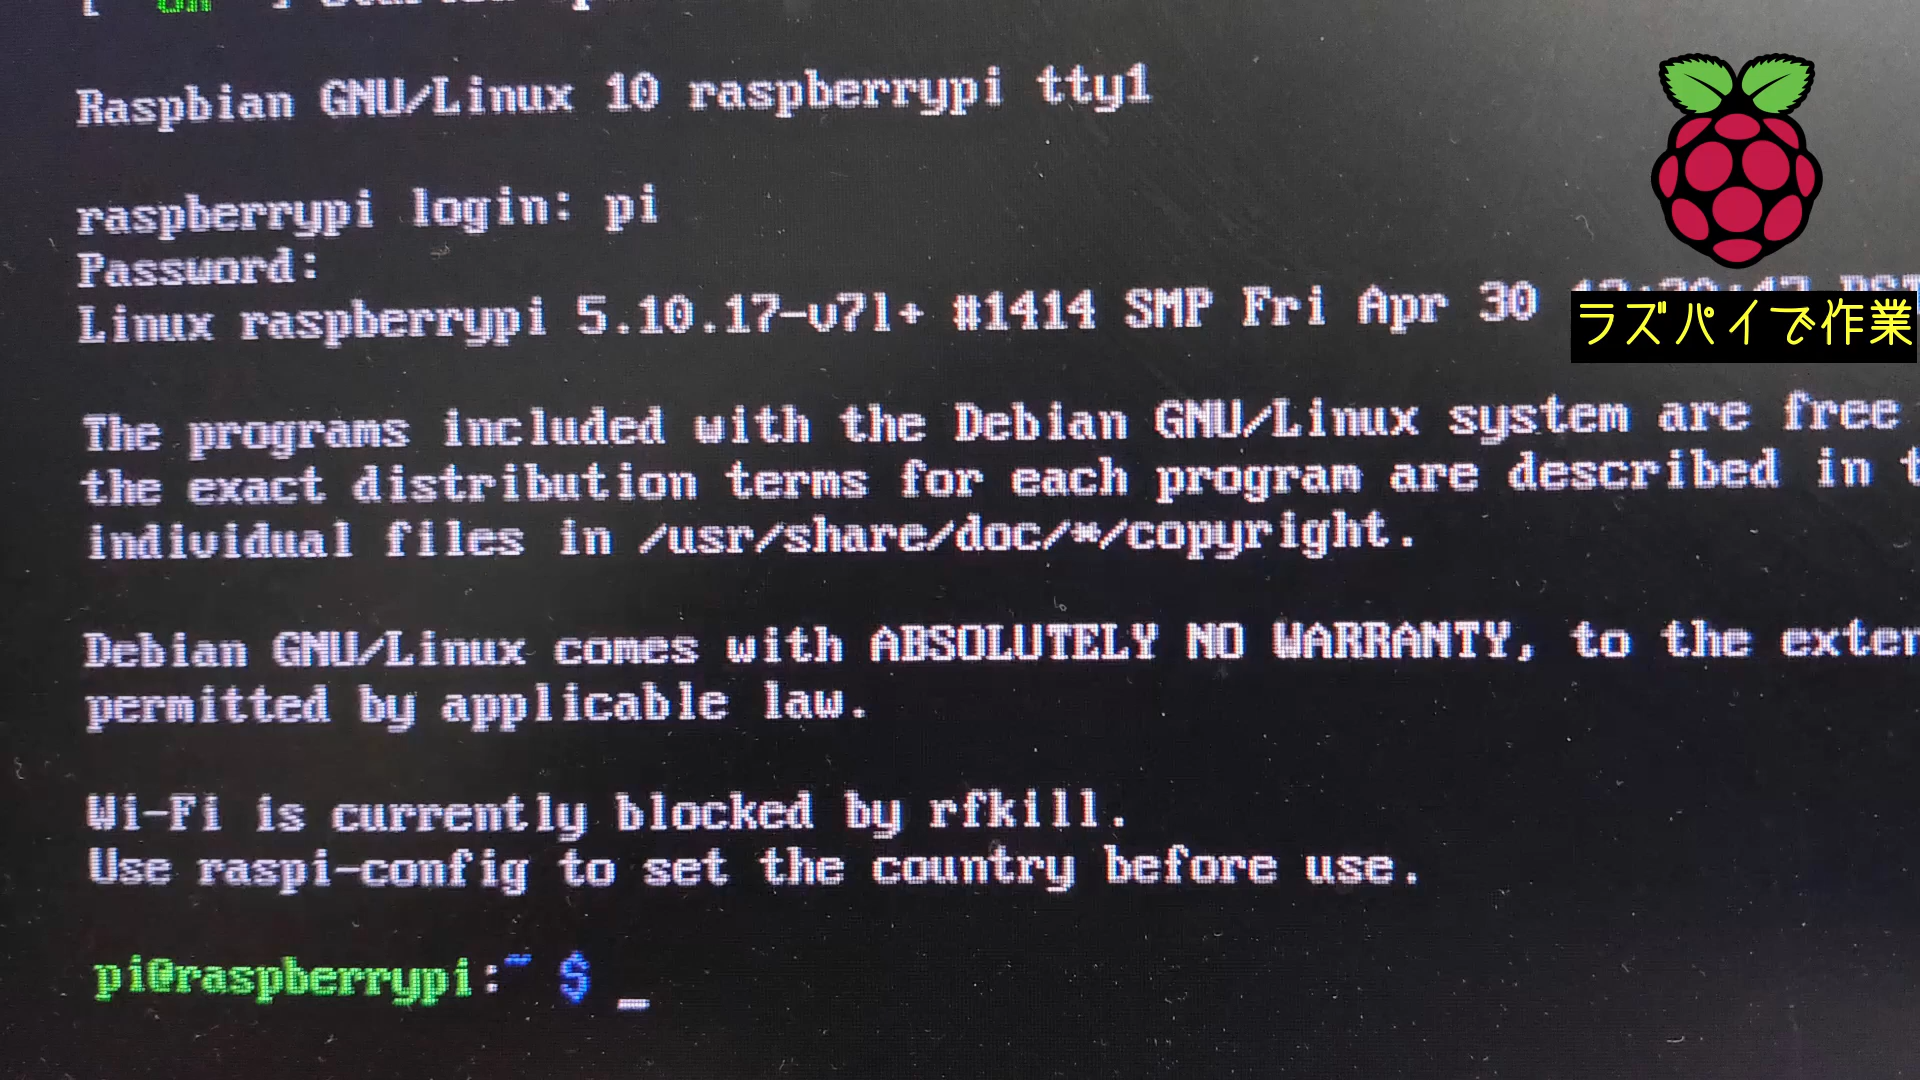 Raspbian GNU/Linux 10 raspberrypi tty1
raspberrypi login: pi
Password:
Linux raspberrypi 5.10.17-v7l+ #1414 SMP Fri Apr 30
ラズパイで作業
The programs included with the Debian GNU/Linux system are free
the exact distribution terms for each program are described in
individual files in /usr/share/doc/*/copyright.
Debian GNU/Linux comes with ABSOLUTELY NO WARRANTY, to the exten
permitted by applicable law.
Wi-Fi is currently blocked by rfkill.
Use raspi-config to set the country before use.
pi@raspberrypi:~ $ _